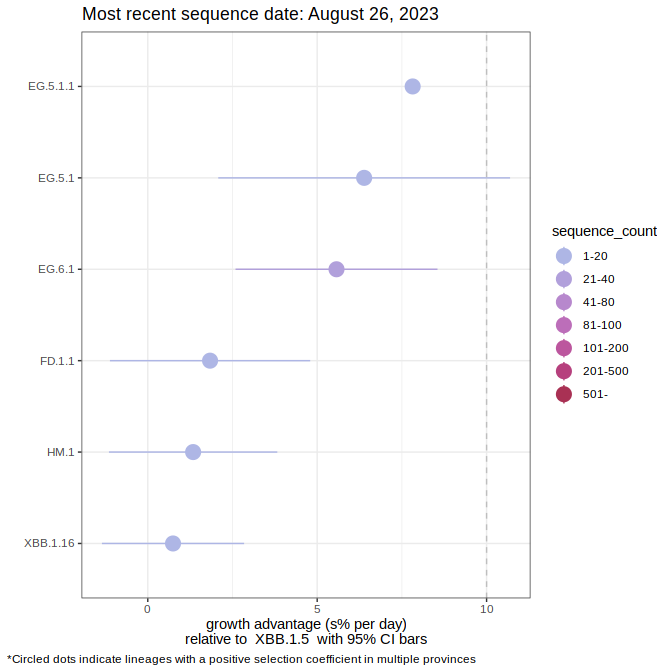 Most recent sequence date: August 26, 2023
EG.5.1.1
EG.5.1
EG.6.1
FD.1.1
HM.1
XBB.1.16
0 5 10
growth advantage (s% per day)
relative to  XBB.1.5  with 95% CI bars
*Circled dots indicate lineages with a positive selection coefficient in multiple provinces
sequence_count
1-20
21-40
41-80
81-100
101-200
201-500
501-